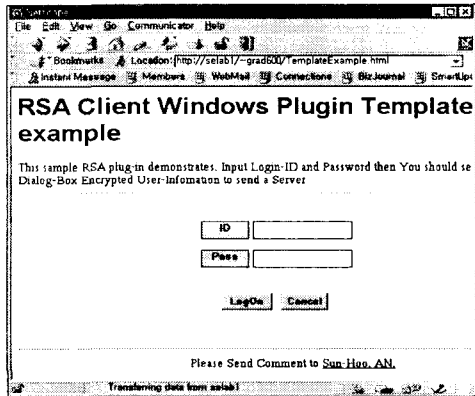 Netscape
File Edit View Go Communicator Help
Bookmarks Location: http://selab1/~grad600/TemplateExample.html
Instant Message Members WebMail Connections BizJournal SmartUpd
RSA Client Windows Plugin Template
example
This sample RSA plug-in demonstrates. Input Login-ID and Password then You should se
Dialog-Box Encrypted User-Infomation to send a Server
ID
Pass
LogOn Cancel
Please Send Comment to Sun-Hoo, AN,
Transferring data from selab1